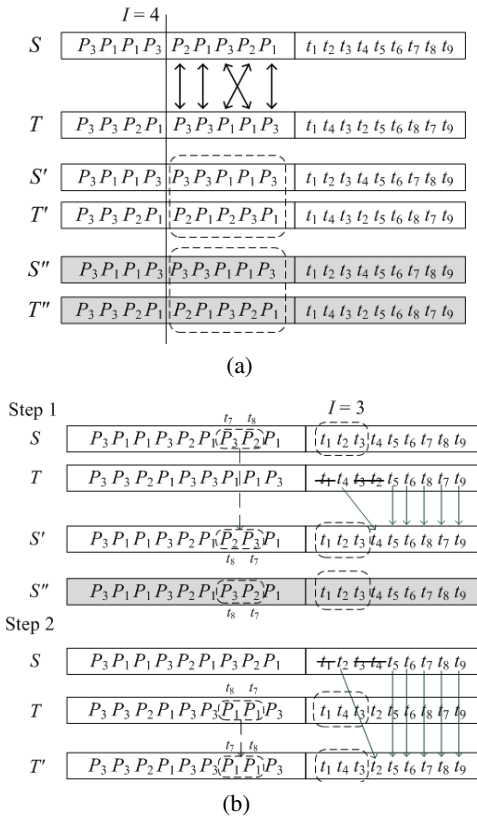 I = 4
S P₃ P₁ P₁ P₃ P₂ P₁ P₃ P₂ P₁ t₁ t₂ t₃ t₄ t₅ t₆ t₇ t₈ t₉
T P₃ P₃ P₂ P₁ P₃ P₃ P₁ P₁ P₃ t₁ t₄ t₃ t₂ t₅ t₆ t₈ t₇ t₉
S′ P₃ P₁ P₁ P₃ P₃ P₃ P₁ P₁ P₃ t₁ t₂ t₃ t₄ t₅ t₆ t₇ t₈ t₉
T′ P₃ P₃ P₂ P₁ P₂ P₁ P₂ P₃ P₁ t₁ t₄ t₃ t₂ t₅ t₆ t₈ t₇ t₉
S″ P₃ P₁ P₁ P₃ P₃ P₃ P₁ P₁ P₃ t₁ t₂ t₃ t₄ t₅ t₆ t₇ t₈ t₉
T″ P₃ P₃ P₂ P₁ P₂ P₁ P₃ P₂ P₁ t₁ t₄ t₃ t₂ t₅ t₆ t₈ t₇ t₉
(a)
Step 1
t₇ t₈ I = 3
S P₃ P₁ P₁ P₃ P₂ P₁ P₃ P₂ P₁ t₁ t₂ t₃ t₄ t₅ t₆ t₇ t₈ t₉
T P₃ P₃ P₂ P₁ P₃ P₃ P₁ P₁ P₃ t₁ t₄ t₃ t₂ t₅ t₆ t₈ t₇ t₉
S′ P₃ P₁ P₁ P₃ P₂ P₁ P₂ P₃ P₁ t₁ t₂ t₃ t₄ t₅ t₆ t₈ t₇ t₉
t₈ t₇
S″ P₃ P₁ P₁ P₃ P₂ P₁ P₃ P₂ P₁ t₁ t₂ t₃ t₄ t₅ t₆ t₈ t₇ t₉
t₈ t₇
Step 2
S P₃ P₁ P₁ P₃ P₂ P₁ P₃ P₂ P₁ t₁ t₂ t₃ t₄ t₅ t₆ t₇ t₈ t₉
t₈ t₇
T P₃ P₃ P₂ P₁ P₃ P₃ P₁ P₁ P₃ t₁ t₄ t₃ t₂ t₅ t₆ t₈ t₇ t₉
t₇ t₈
T′ P₃ P₃ P₂ P₁ P₃ P₃ P₁ P₁ P₃ t₁ t₄ t₃ t₂ t₅ t₆ t₇ t₈ t₉
(b)